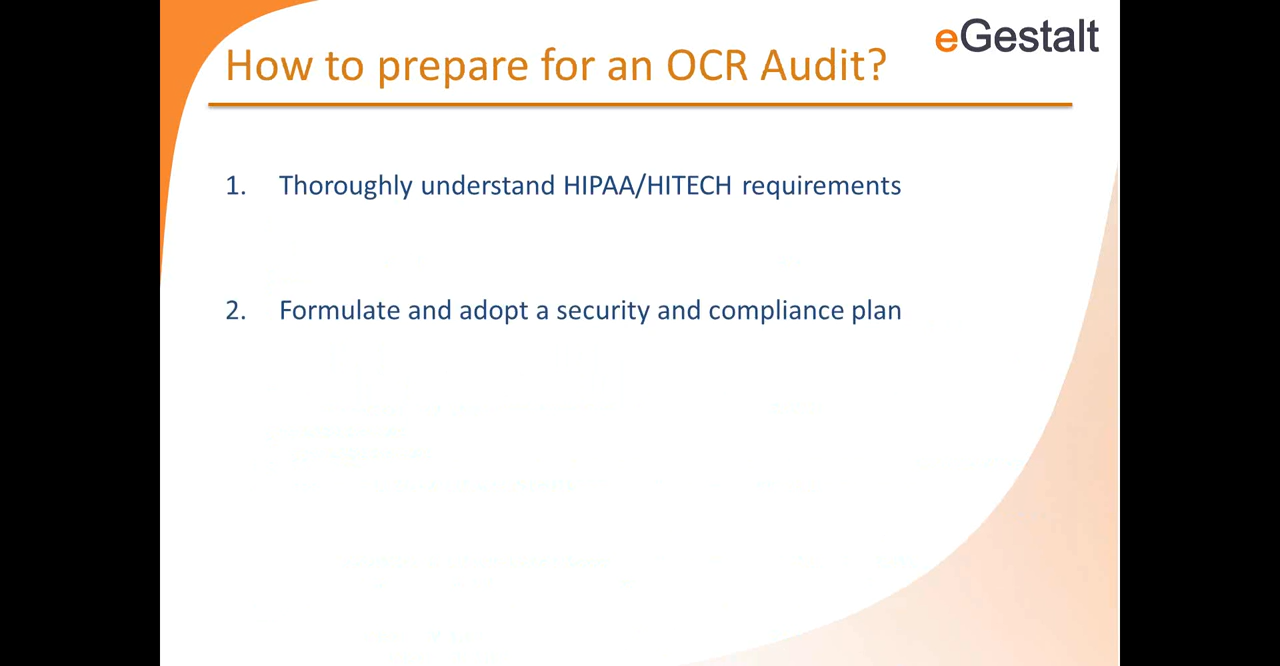 eGestalt
How to prepare for an OCR Audit?
1. Thoroughly understand HIPAA/HITECH requirements
2. Formulate and adopt a security and compliance plan